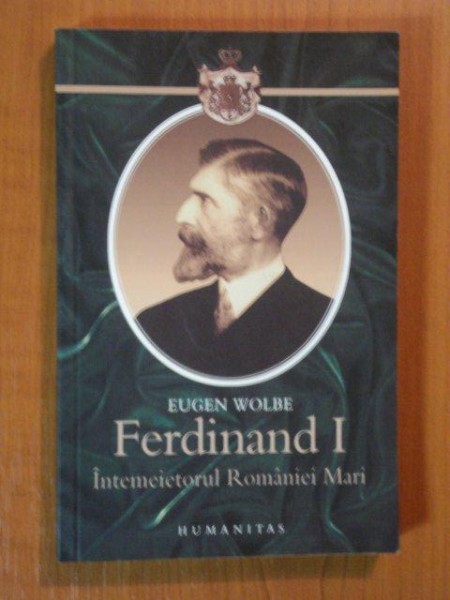 EUGEN WOLBE
Ferdinand I
Întemeietorul României Mari
HUMANITAS